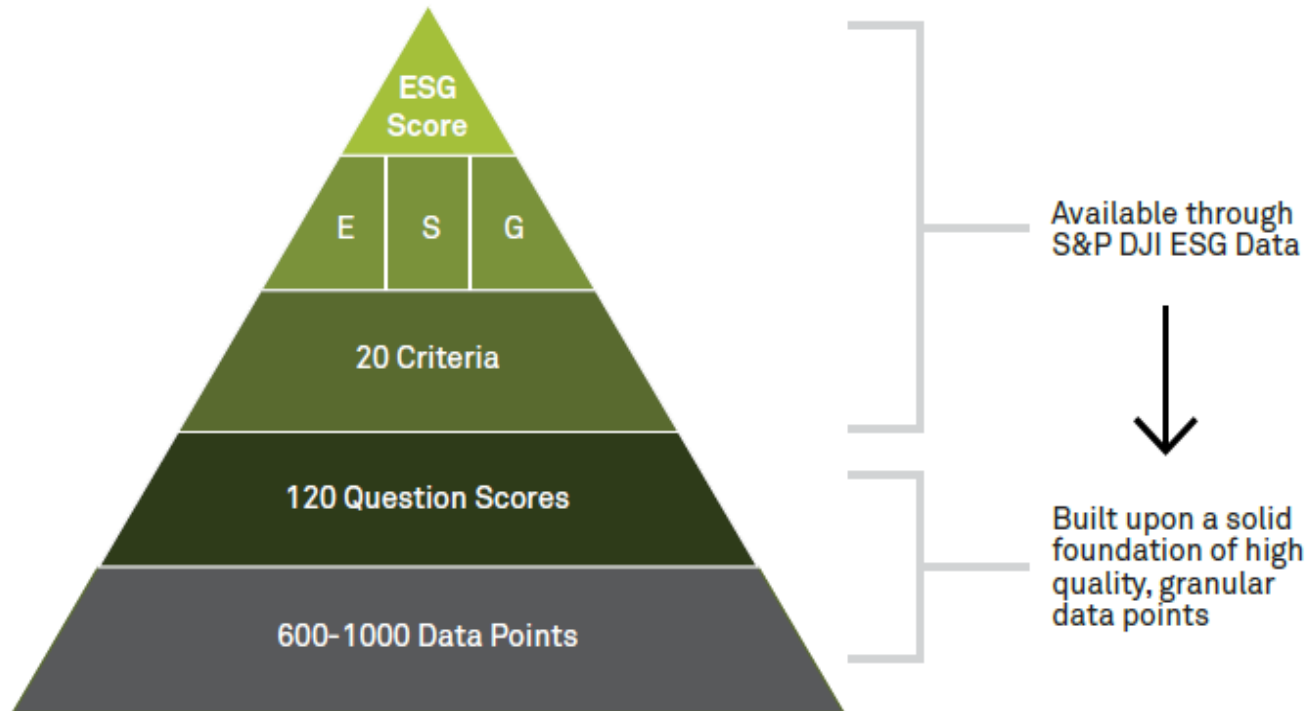 ESG
Score
E S G
20 Criteria
120 Question Scores
600-1000 Data Points
Available through
S&P DJI ESG Data
Built upon a solid
foundation of high
quality, granular
data points